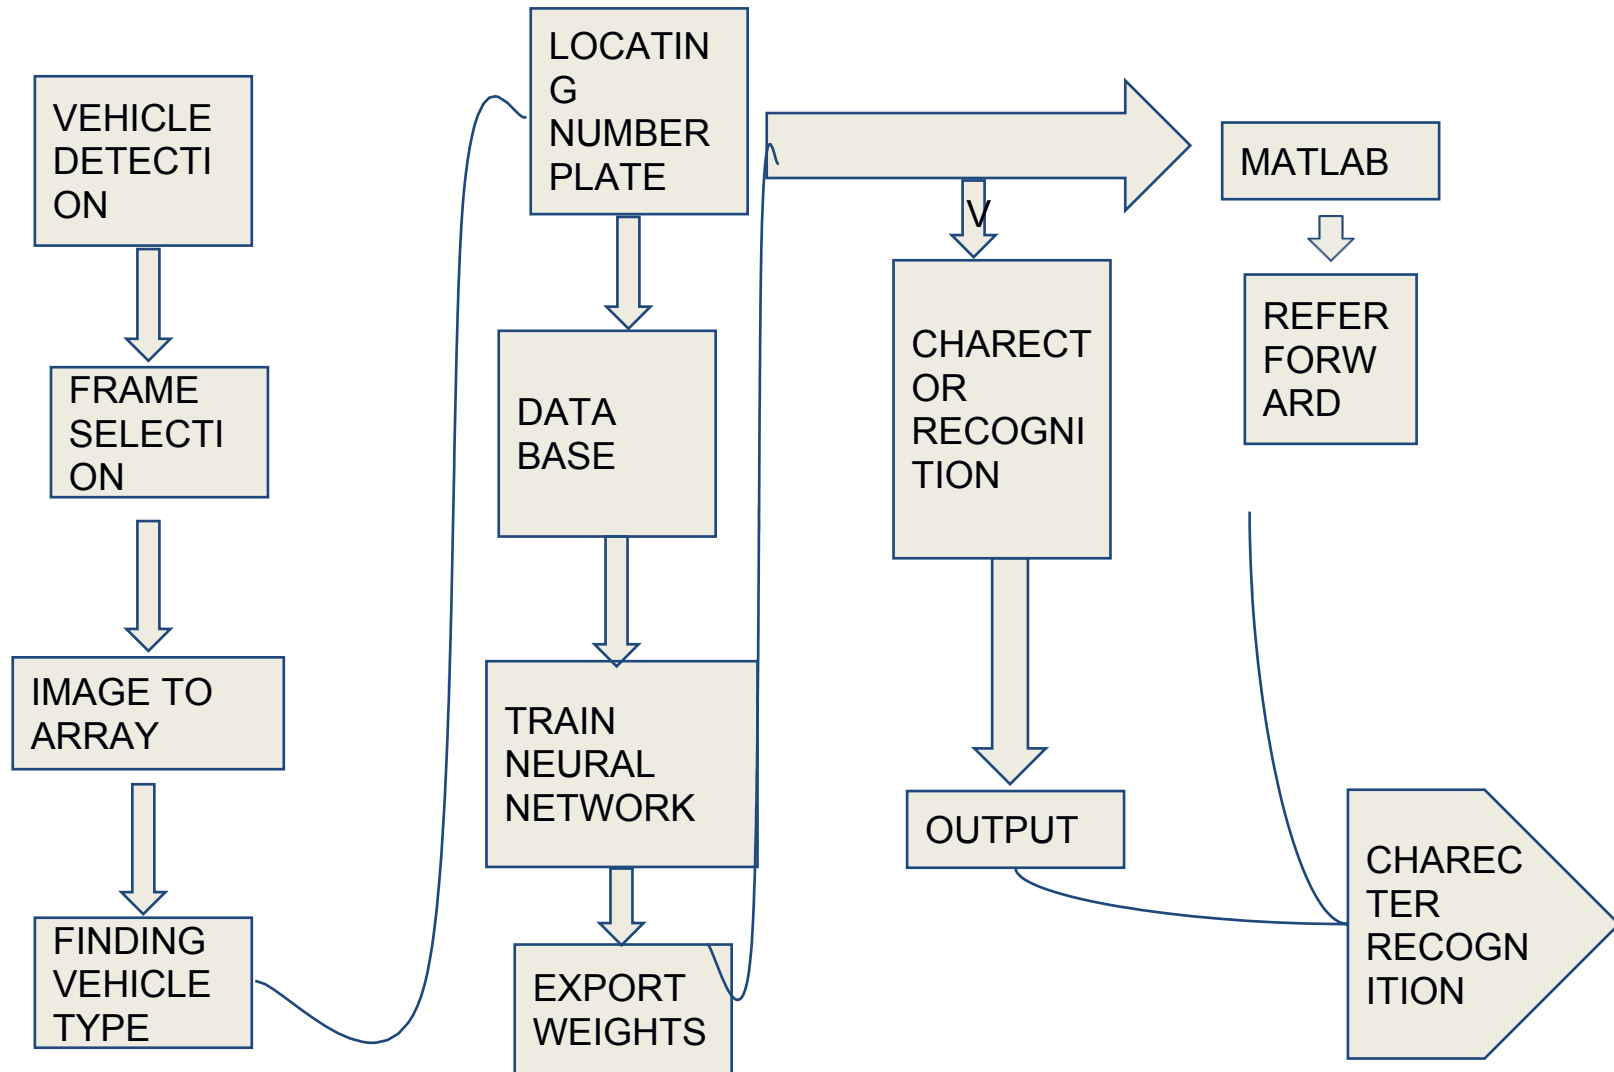 VEHICLE
DETECTI
ON
FRAME
SELECTI
ON
IMAGE TO
ARRAY
FINDING
VEHICLE
TYPE
LOCATIN
G
NUMBER
PLATE
DATA
BASE
TRAIN
NEURAL
NETWORK
EXPORT
WEIGHTS
V
CHARECT
OR
RECOGNI
TION
OUTPUT
MATLAB
REFER
FORW
ARD
CHAREC
TER
RECOGN
ITION